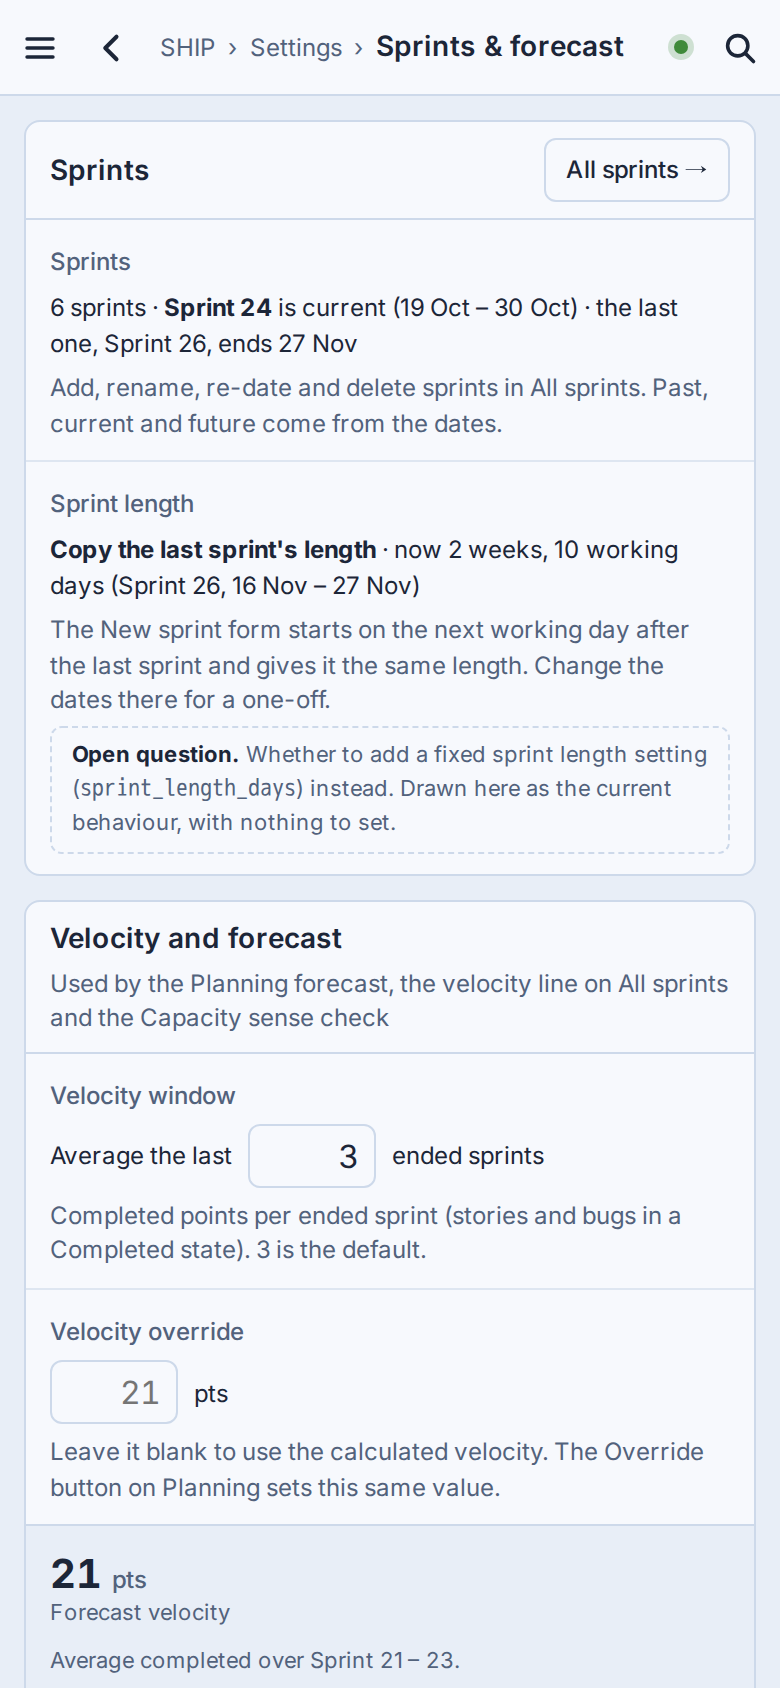 SHIP › Settings › Sprints & forecast
Sprints
All sprints →
Sprints
6 sprints · Sprint 24 is current (19 Oct – 30 Oct) · the last
one, Sprint 26, ends 27 Nov
Add, rename, re-date and delete sprints in All sprints. Past,
current and future come from the dates.
Sprint length
Copy the last sprint's length · now 2 weeks, 10 working
days (Sprint 26, 16 Nov – 27 Nov)
The New sprint form starts on the next working day after
the last sprint and gives it the same length. Change the
dates there for a one-off.
Open question. Whether to add a fixed sprint length setting
(sprint_length_days) instead. Drawn here as the current
behaviour, with nothing to set.
Velocity and forecast
Used by the Planning forecast, the velocity line on All sprints
and the Capacity sense check
Velocity window
Average the last 3 ended sprints
Completed points per ended sprint (stories and bugs in a
Completed state). 3 is the default.
Velocity override
21 pts
Leave it blank to use the calculated velocity. The Override
button on Planning sets this same value.
21 pts
Forecast velocity
Average completed over Sprint 21 – 23.